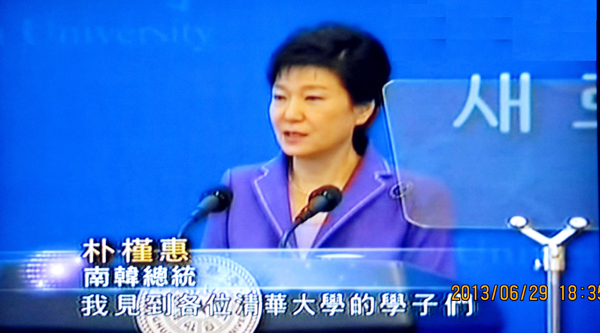 University
새
朴槿惠
南韓總統
我見到各位清華大學的學子們
2013/06/29 18:35